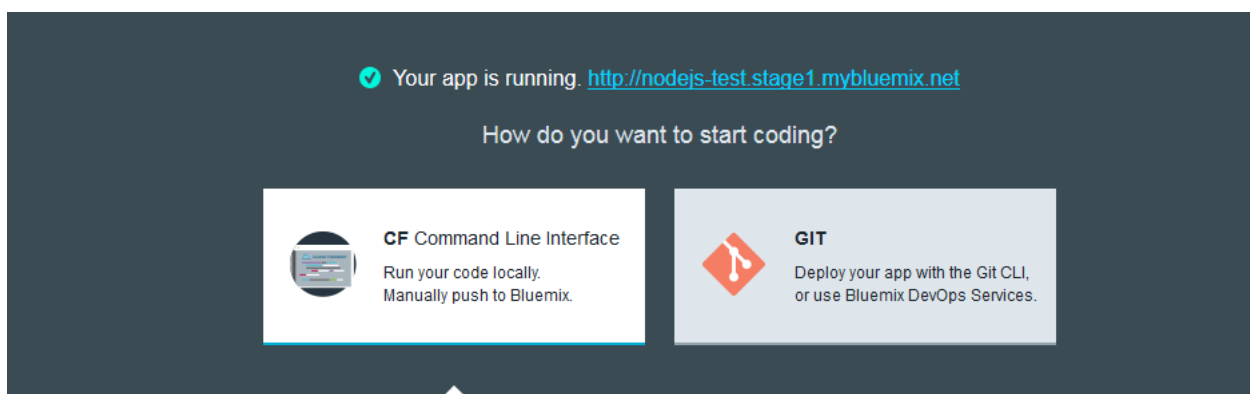 Your app is running. http://nodejs-test.stage1.mybluemix.net
How do you want to start coding?
CF Command Line Interface
Run your code locally.
Manually push to Bluemix.
GIT
Deploy your app with the Git CLI,
or use Bluemix DevOps Services.